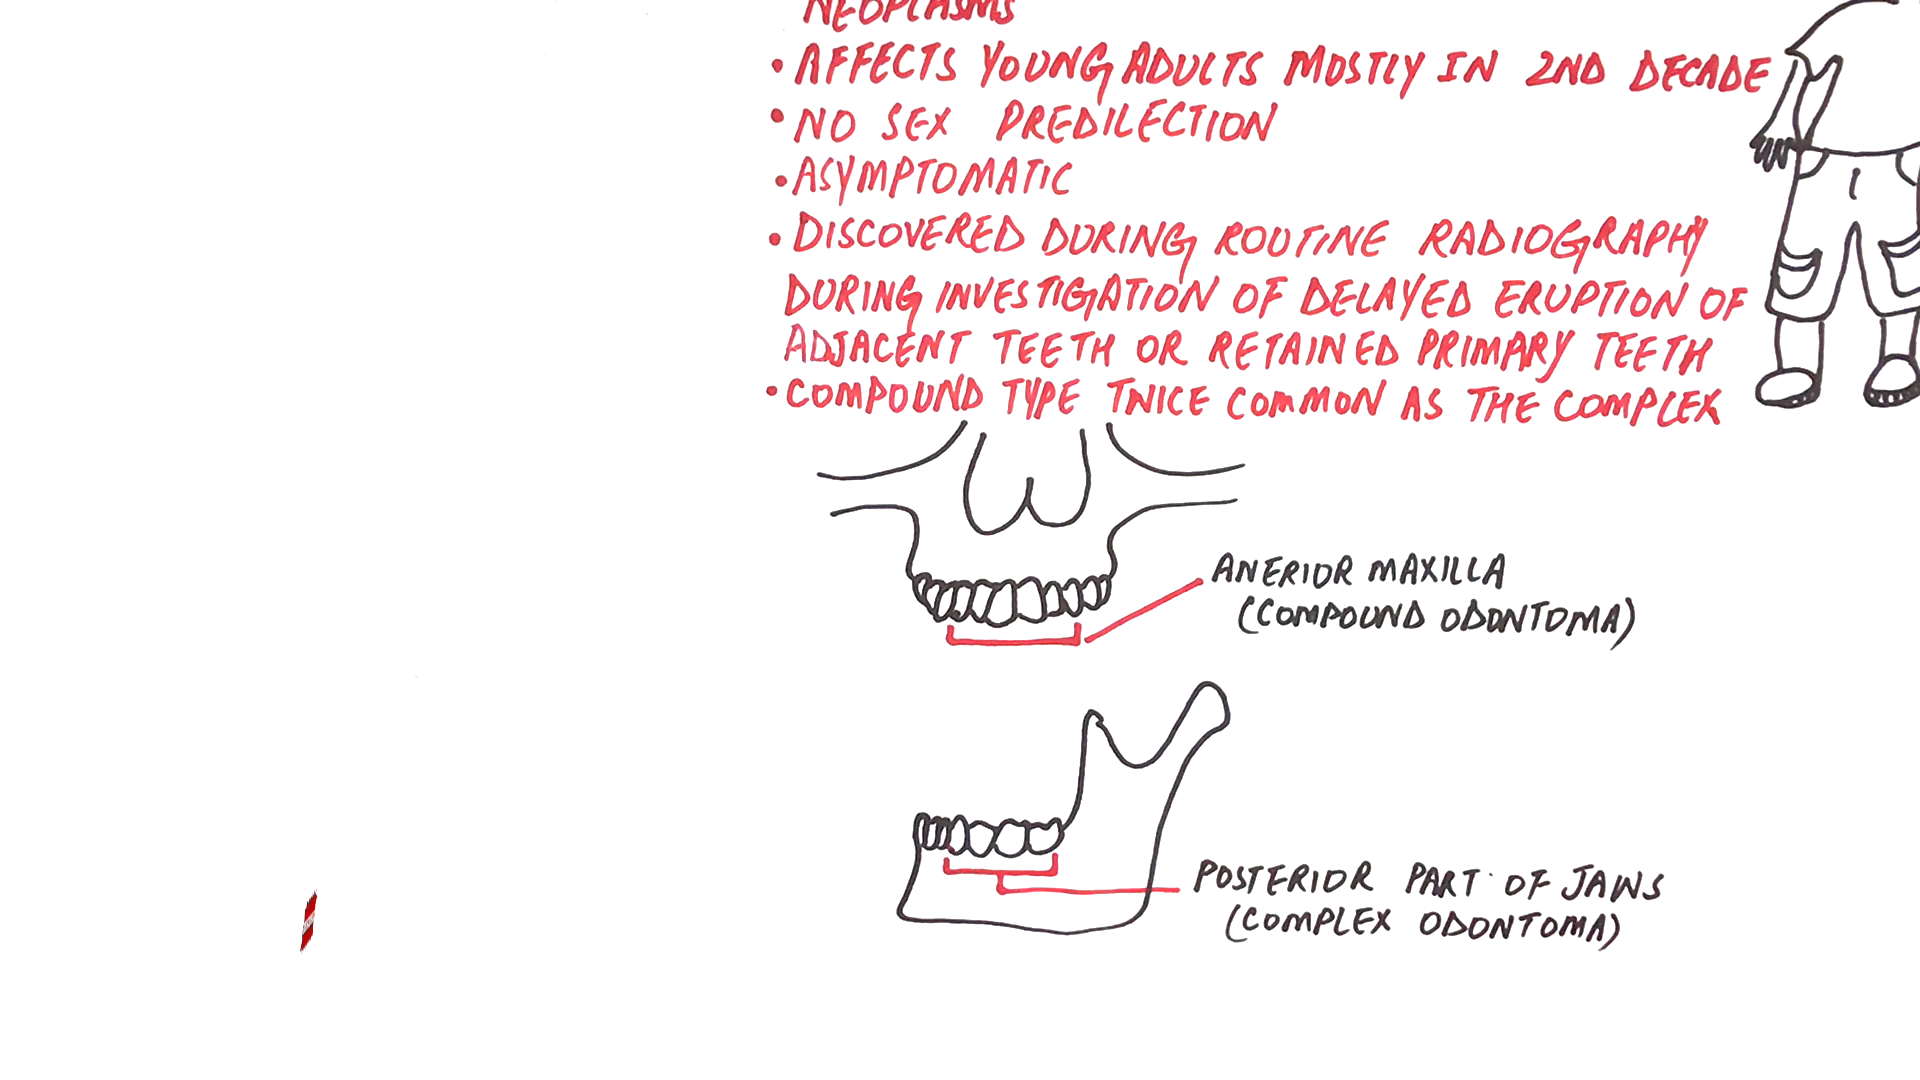 NEOPLASMS
• AFFECTS YOUNG ADULTS MOSTLY IN 2ND DECADE
• NO SEX PREDILECTION
• ASYMPTOMATIC
• DISCOVERED DURING ROUTINE RADIOGRAPHY
DURING INVESTIGATION OF DELAYED ERUPTION OF
ADJACENT TEETH OR RETAINED PRIMARY TEETH
• COMPOUND TYPE TWICE COMMON AS THE COMPLEX
ANERIOR MAXILLA
(COMPOUND ODONTOMA)
POSTERIOR PART OF JAWS
(COMPLEX ODONTOMA)